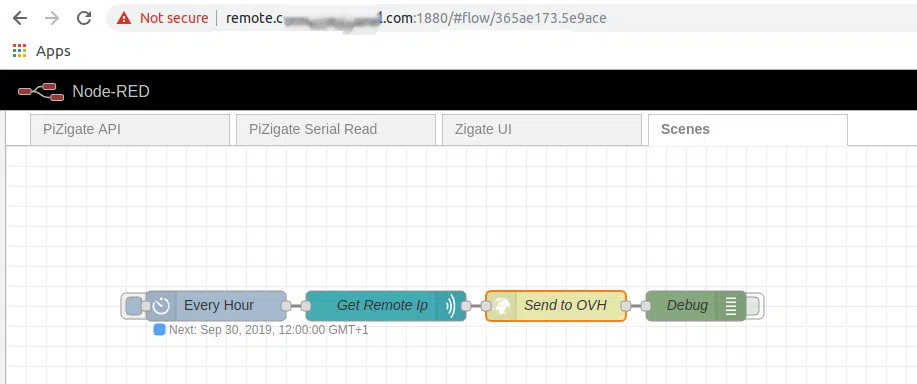 Not secure remote.c .com:1880/#flow/365ae173.5e9ace
Apps
Node-RED
PiZigate API PiZigate Serial Read Zigate UI Scenes
Every Hour Get Remote Ip Send to OVH Debug
Next: Sep 30, 2019, 12:00:00 GMT+1